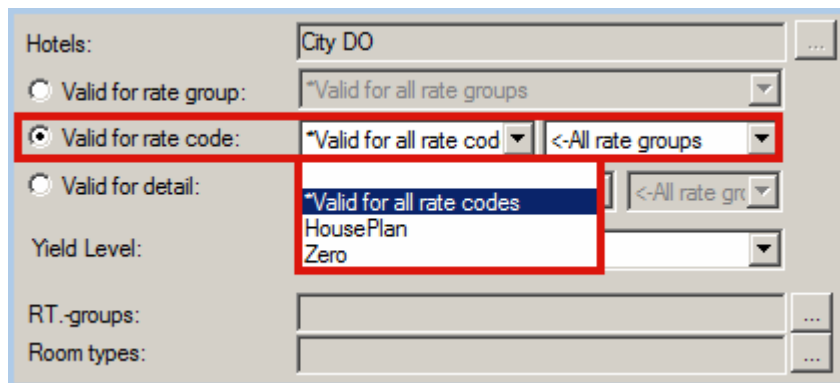 Hotels: City DO ...
Valid for rate group: *Valid for all rate groups
Valid for rate code: *Valid for all rate cod <-All rate groups
Valid for detail: <-All rate gr
*Valid for all rate codes
HousePlan
Zero
Yield Level:
RT.-groups: ...
Room types: ...